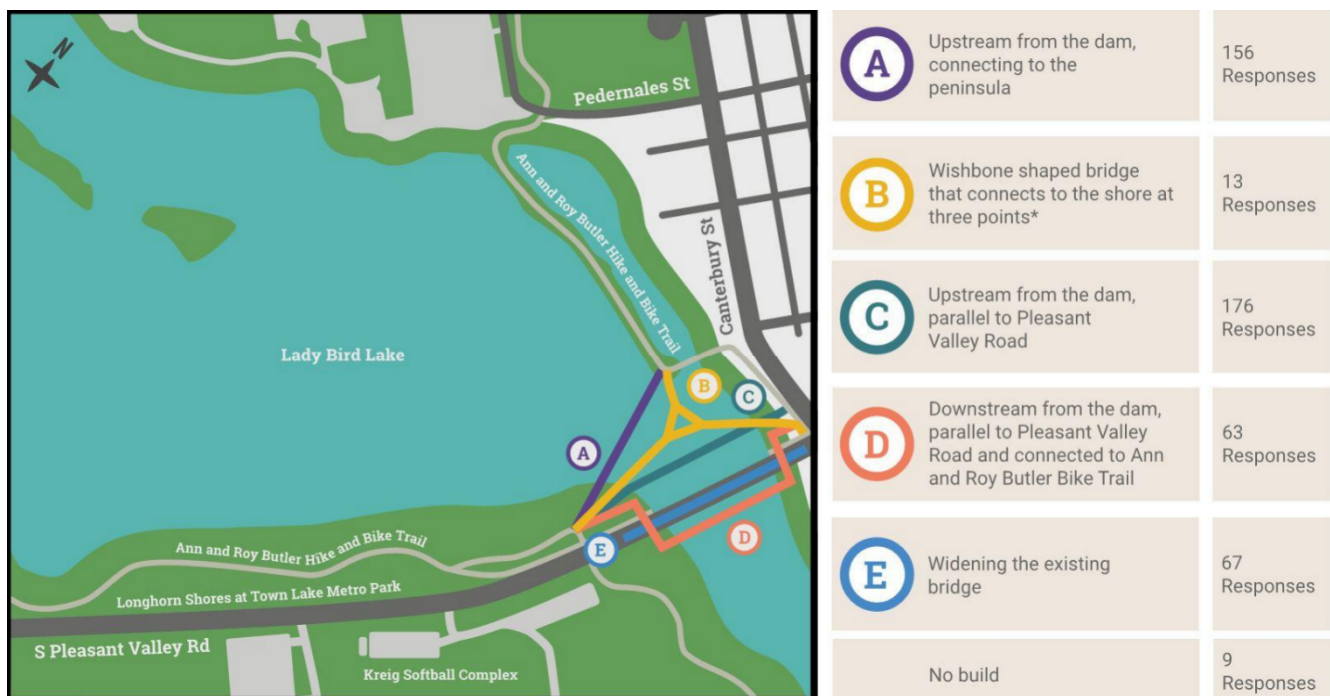 N
Pedernales St
Ann and Roy Butler Hike and Bike Trail
Canterbury St
Lady Bird Lake
B
C
A
D
E
Ann and Roy Butler Hike and Bike Trail
Longhorn Shores at Town Lake Metro Park
S Pleasant Valley Rd
Kreig Softball Complex
A
Upstream from the dam,
connecting to the
peninsula
156
Responses
B
Wishbone shaped bridge
that connects to the shore at
three points*
13
Responses
C
Upstream from the dam,
parallel to Pleasant
Valley Road
176
Responses
D
Downstream from the dam,
parallel to Pleasant Valley
Road and connected to Ann
and Roy Butler Bike Trail
63
Responses
E
Widening the existing
bridge
67
Responses
No build
9
Responses